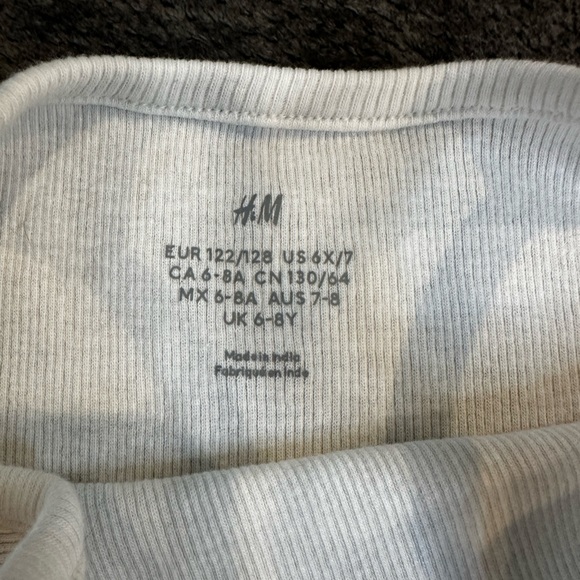 H&M
EUR 122/128 US 6X/7
CA 6-8A CN 130/64
MX 6-8A AUS 7-8
UK 6-8Y
Made in India
Fabriqué en Inde